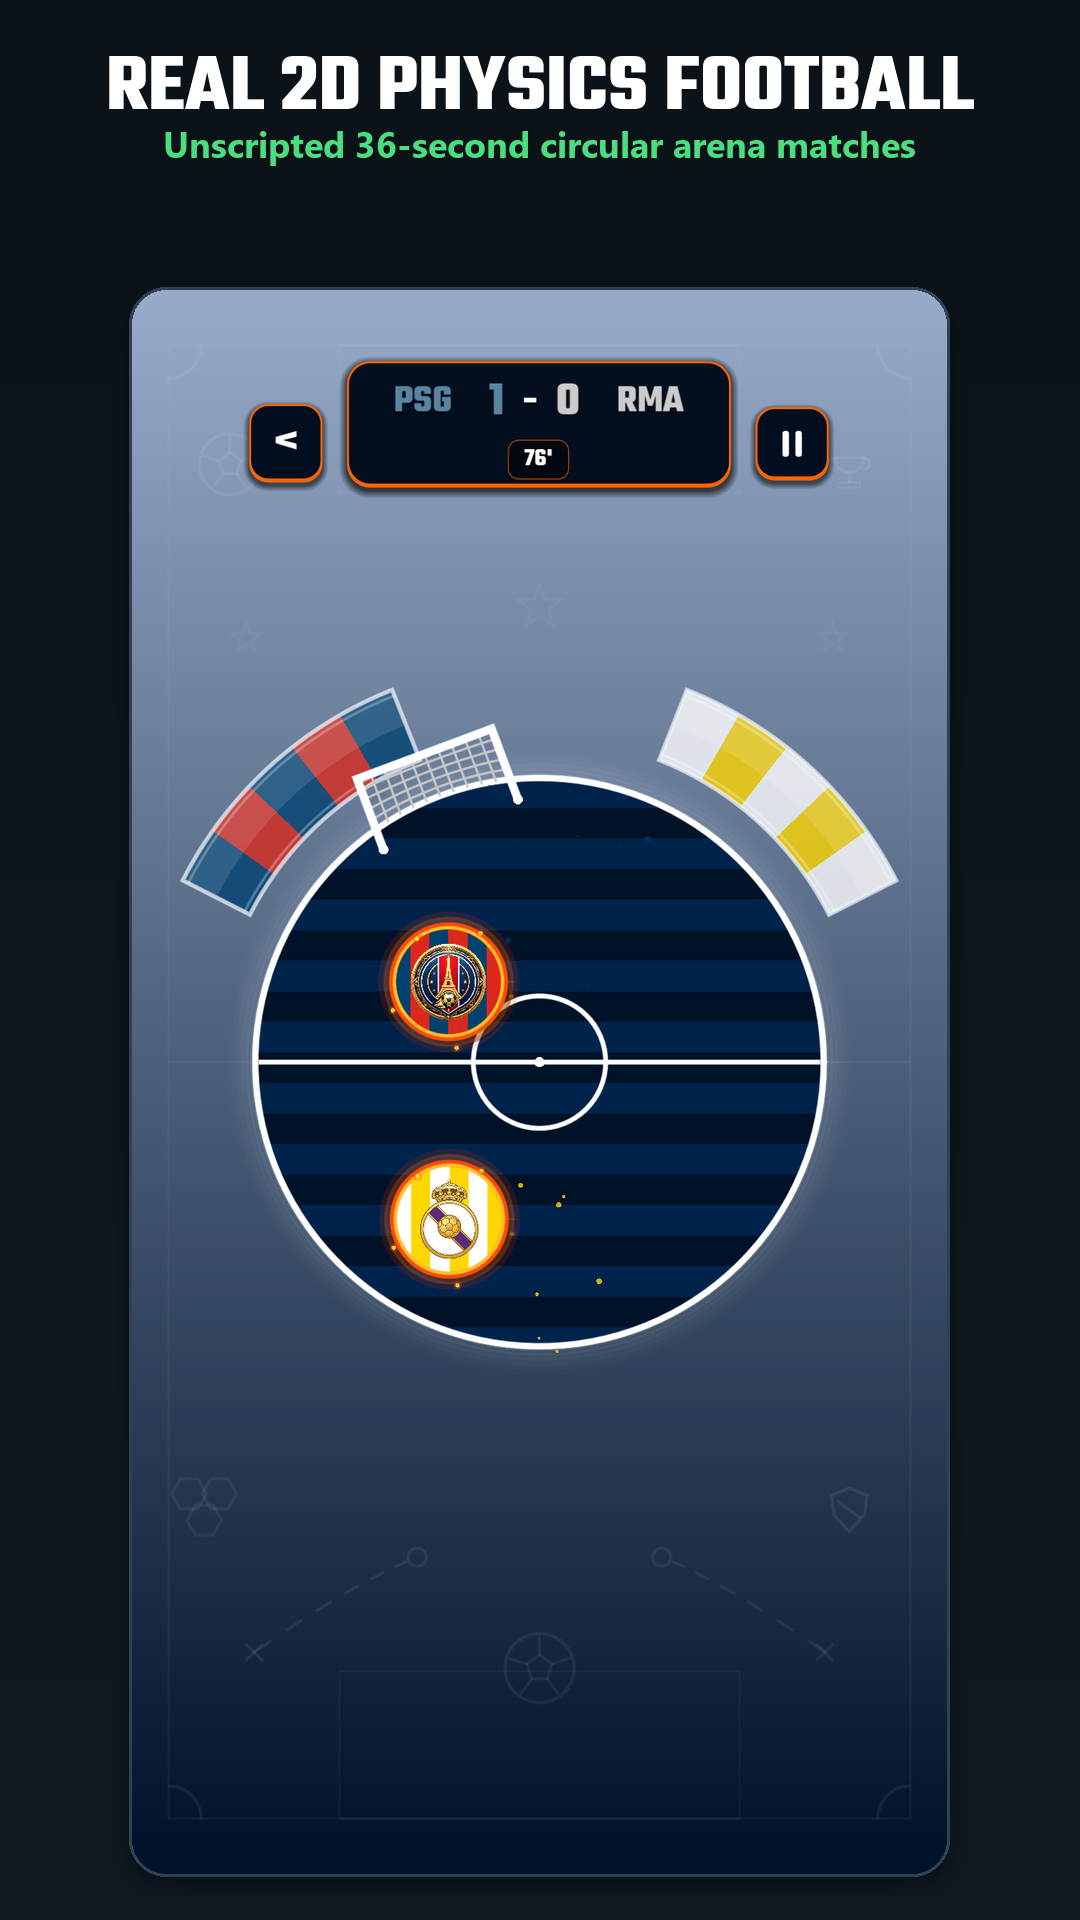 REAL 2D PHYSICS FOOTBALL
Unscripted 36-second circular arena matches
PSG 1 - 0 RMA
<
76'